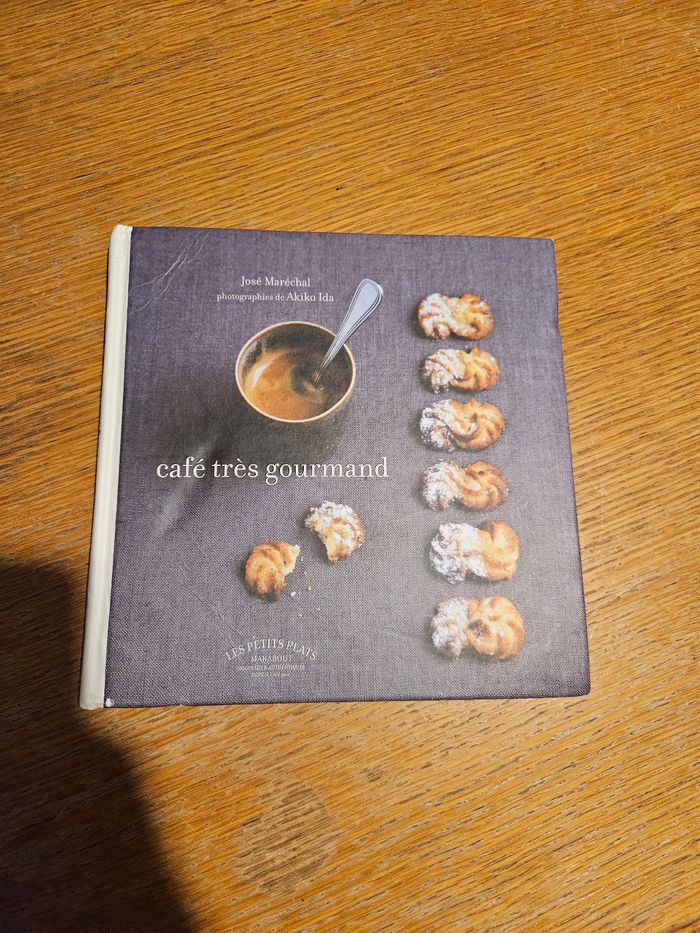 José Maréchal
photographies de Akiko Ida
café très gourmand
LES PETITS PLATS
MARABOUT